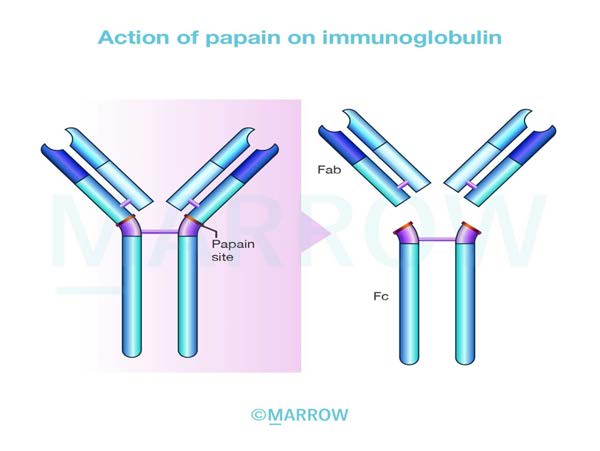 Action of papain on immunoglobulin
Fab
Papain
site
Fc
MARROW
©MARROW